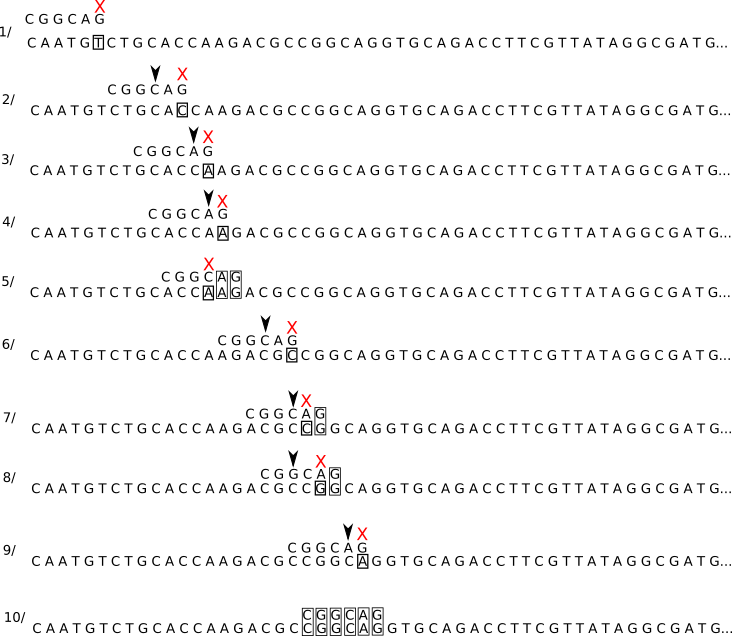 X
CGGCAG
1/ CAATGTCTGCACCAAGACGCCGGCAGGTGCAGACCTTCGTTATAGGCGATG...
X
CGGCAG
2/ CAATGTCTGCACCAAGACGCCGGCAGGTGCAGACCTTCGTTATAGGCGATG...
X
CGGCAG
3/ CAATGTCTGCACCAAGACGCCGGCAGGTGCAGACCTTCGTTATAGGCGATG...
X
CGGCAG
4/ CAATGTCTGCACCAAGACGCCGGCAGGTGCAGACCTTCGTTATAGGCGATG...
X
CGGCAG
5/ CAATGTCTGCACCAAGACGCCGGCAGGTGCAGACCTTCGTTATAGGCGATG...
X
CGGCAG
6/ CAATGTCTGCACCAAGACGCCGGCAGGTGCAGACCTTCGTTATAGGCGATG...
X
CGGCAG
7/ CAATGTCTGCACCAAGACGCCGGCAGGTGCAGACCTTCGTTATAGGCGATG...
X
CGGCAG
8/ CAATGTCTGCACCAAGACGCCGGCAGGTGCAGACCTTCGTTATAGGCGATG...
X
CGGCAG
9/ CAATGTCTGCACCAAGACGCCGGCAGGTGCAGACCTTCGTTATAGGCGATG...
CGGCAG
10/ CAATGTCTGCACCAAGACGCCGGCAGGTGCAGACCTTCGTTATAGGCGATG...